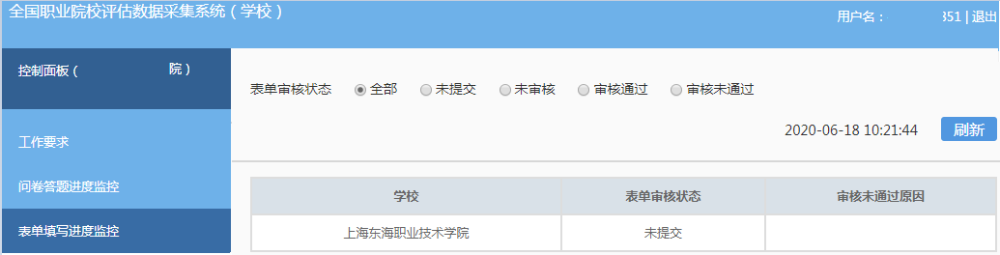 全国职业院校评估数据采集系统（学校）
用户名： 351 | 退出
控制面板（ 院）
表单审核状态 全部 未提交 未审核 审核通过 审核未通过
2020-06-18 10:21:44 刷新
工作要求
问卷答题进度监控
表单填写进度监控
学校 表单审核状态 审核未通过原因
上海东海职业技术学院 未提交